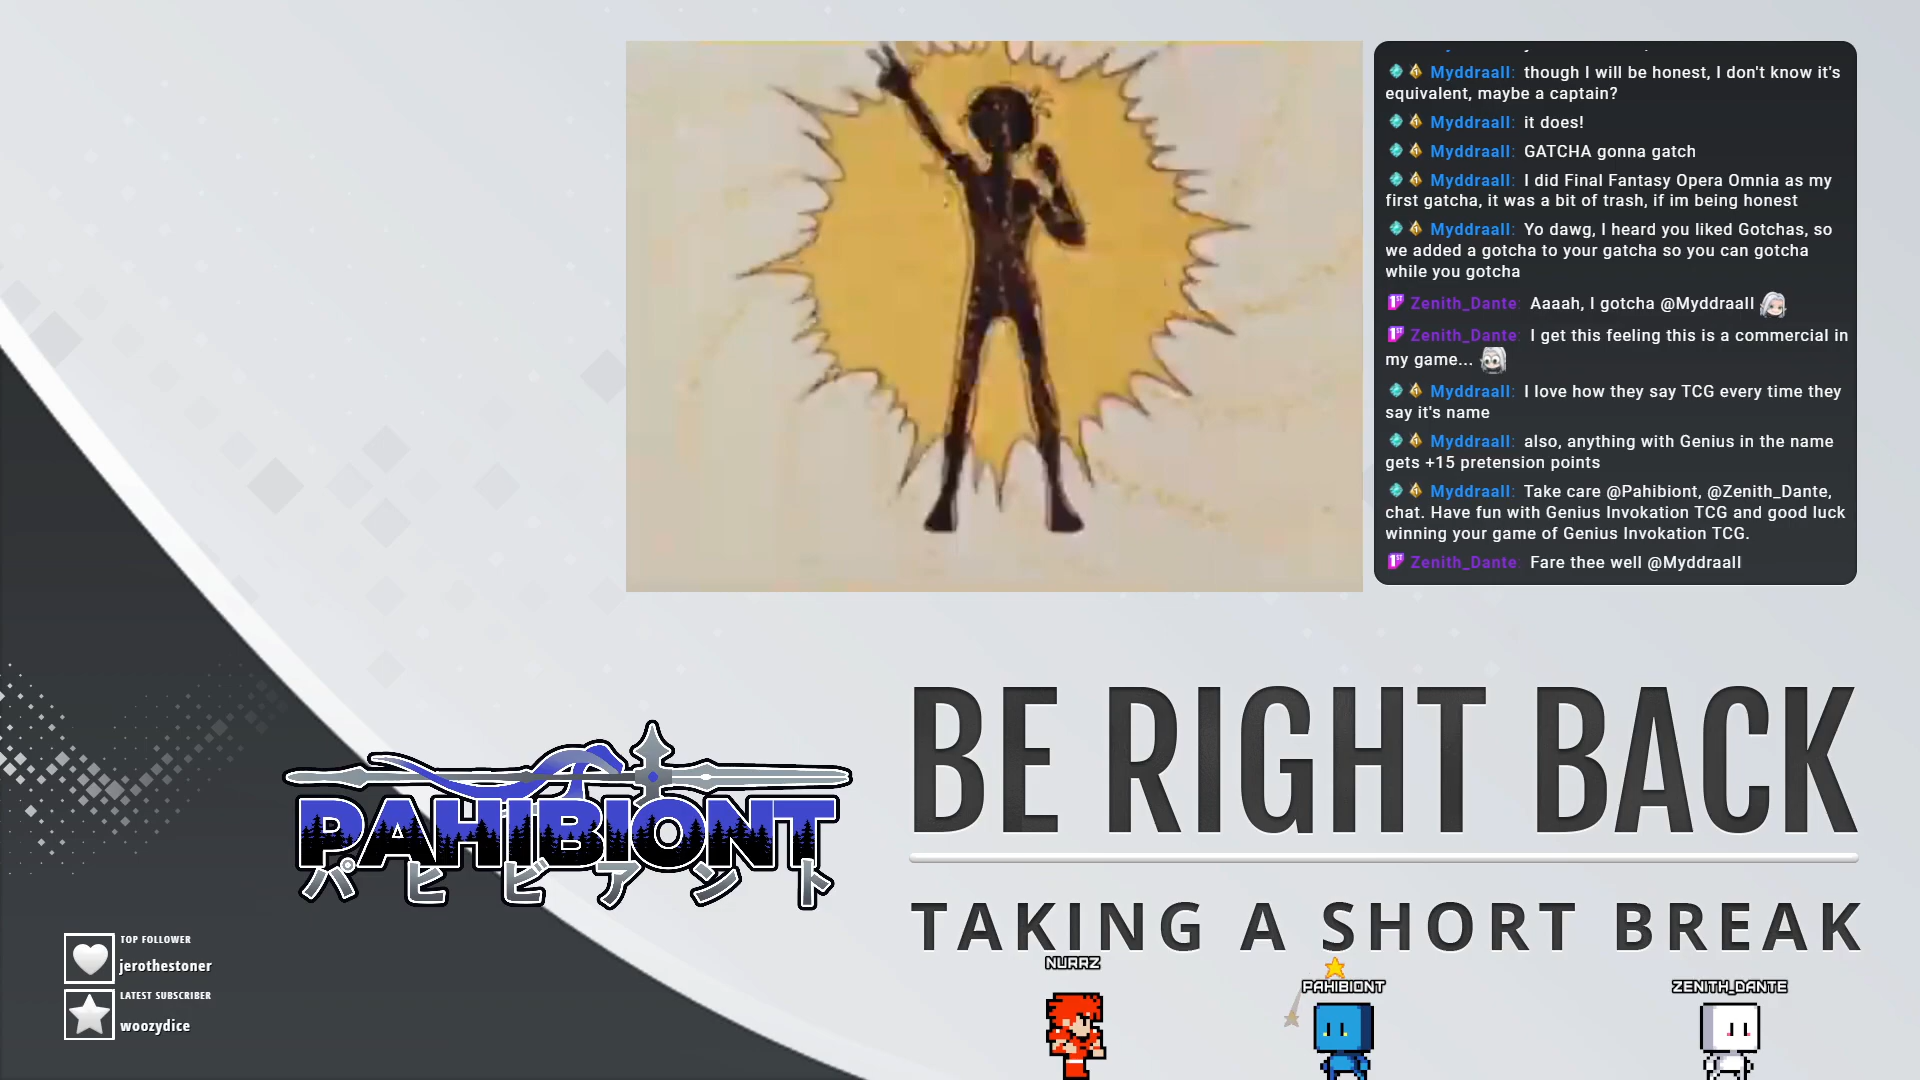 Myddraall: though I will be honest, I don't know it's
equivalent, maybe a captain?
Myddraall: it does!
Myddraall: GATCHA gonna gatch
Myddraall: I did Final Fantasy Opera Omnia as my
first gatcha, it was a bit of trash, if im being honest
Myddraall: Yo dawg, I heard you liked Gotchas, so
we added a gotcha to your gatcha so you can gotcha
while you gotcha
Zenith_Dante: Aaaah, I gotcha @Myddraall
Zenith_Dante: I get this feeling this is a commercial in
my game...
Myddraall: I love how they say TCG every time they
say it's name
Myddraall: also, anything with Genius in the name
gets +15 pretension points
Myddraall: Take care @Pahibiont, @Zenith_Dante,
chat. Have fun with Genius Invokation TCG and good luck
winning your game of Genius Invokation TCG.
Zenith_Dante: Fare thee well @Myddraall
BE RIGHT BACK
TAKING A SHORT BREAK
PAHIBIONT
パヒビアント
TOP FOLLOWER
jerothestoner
LATEST SUBSCRIBER
woozydice
NURAZ
PAHIBIONT
ZENITH_DANTE